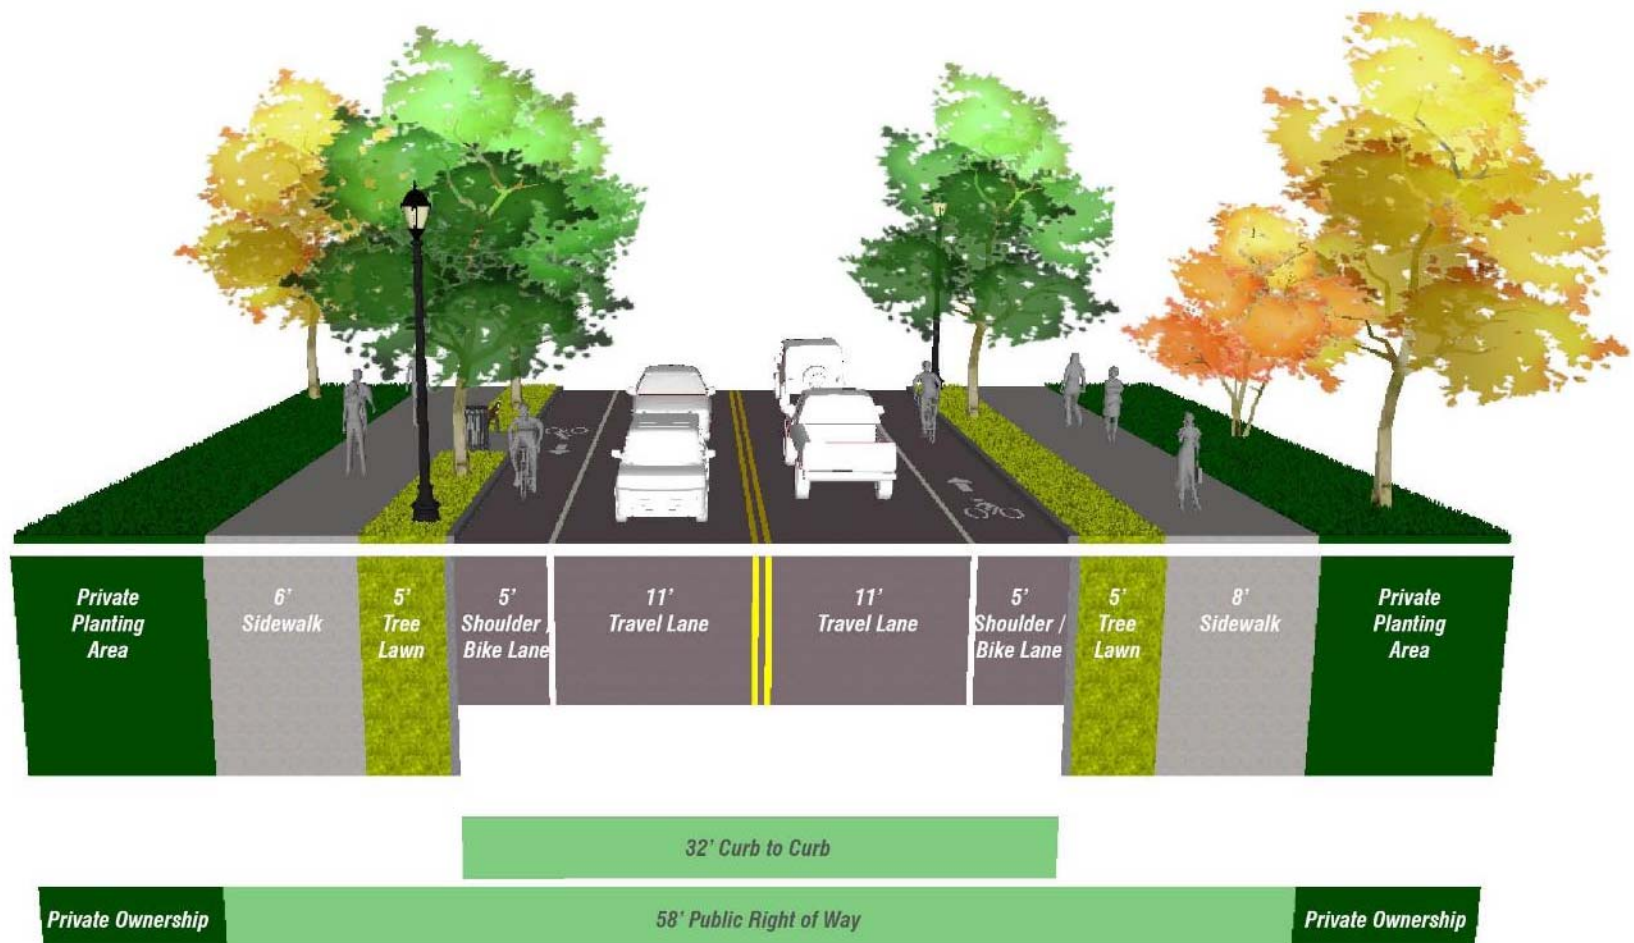 Private
Planting
Area
6’
Sidewalk
5’
Tree
Lawn
5’
Shoulder /
Bike Lane
11’
Travel Lane
11’
Travel Lane
5’
Shoulder /
Bike Lane
5’
Tree
Lawn
8’
Sidewalk
Private
Planting
Area
32’ Curb to Curb
Private Ownership
58’ Public Right of Way
Private Ownership